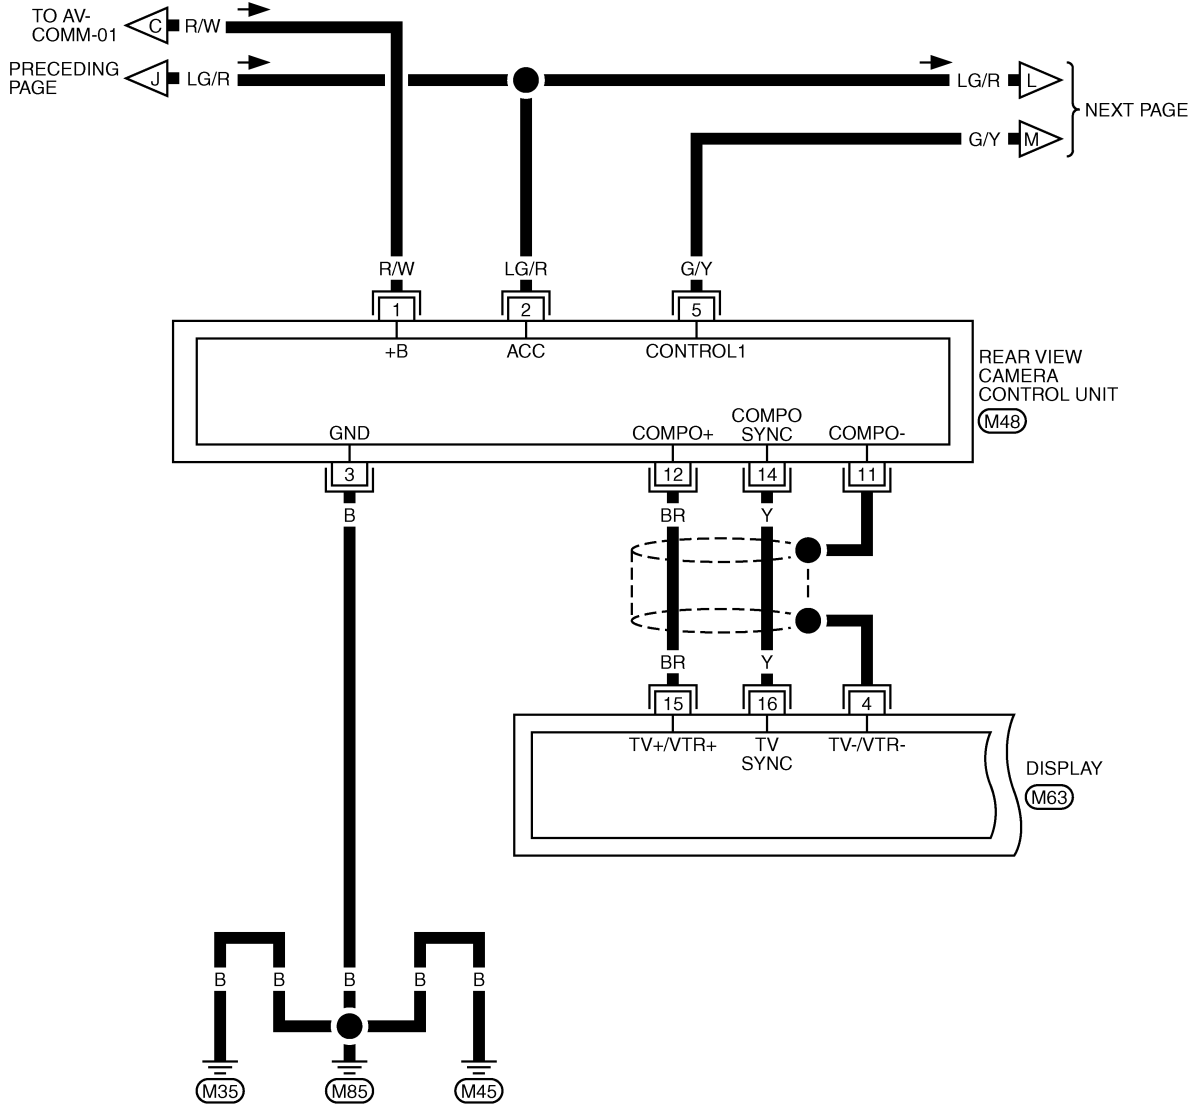 TO AV-
COMM-01
C
R/W
PRECEDING
PAGE
J
LG/R
LG/R
L
NEXT PAGE
G/Y
M
R/W
LG/R
G/Y
1
2
5
+B
ACC
CONTROL1
REAR VIEW
CAMERA
CONTROL UNIT
M48
GND
COMPO+
COMPO
SYNC
COMPO-
3
12
14
11
B
BR
Y
BR
Y
15
16
4
TV+/VTR+
TV
SYNC
TV-/VTR-
DISPLAY
M63
B
B
B
B
B
M35
M85
M45